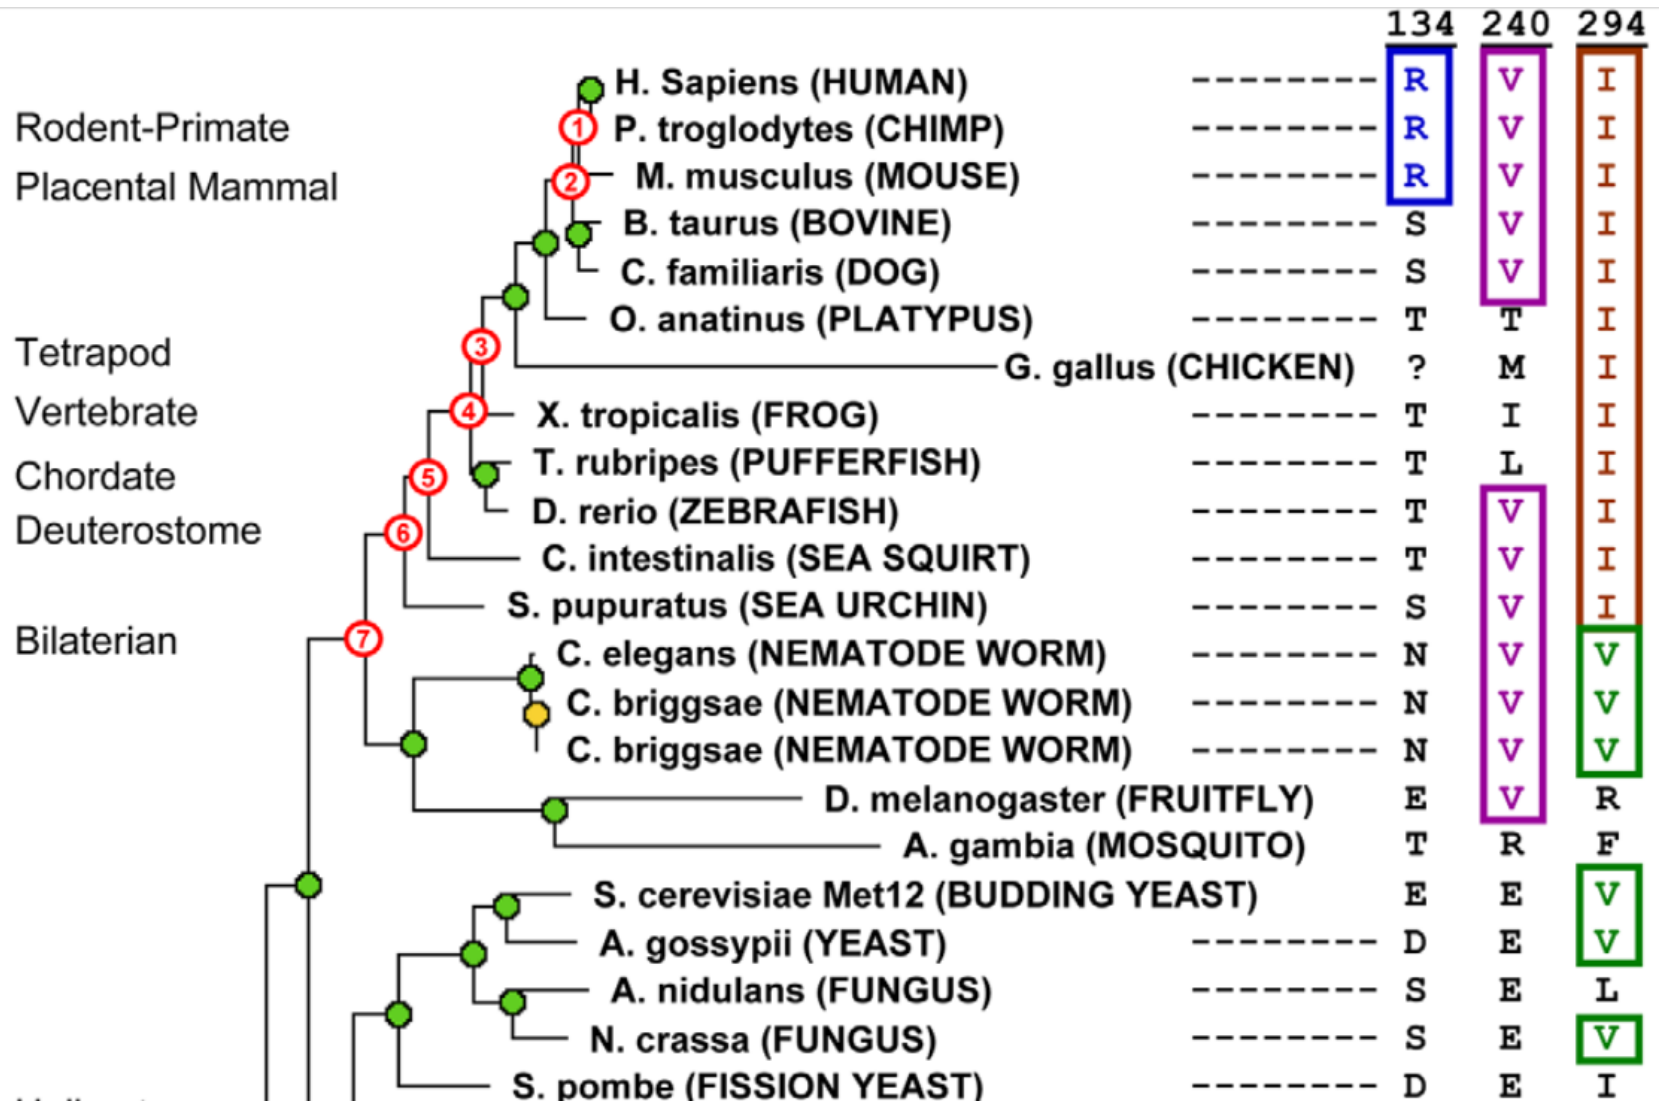 134 240 294
H. Sapiens (HUMAN) -------- R V I
Rodent-Primate 1 P. troglodytes (CHIMP) R V I
Placental Mammal 2 M. musculus (MOUSE) -------- R V I
B. taurus (BOVINE) -------- S V I
C. familiaris (DOG) -------- S V I
O. anatinus (PLATYPUS) -------- T T I
Tetrapod 3 G. gallus (CHICKEN) ? M I
Vertebrate 4 X. tropicalis (FROG) -------- T I I
Chordate 5 T. rubripes (PUFFERFISH) -------- T L I
Deuterostome 6 D. rerio (ZEBRAFISH) -------- T V I
C. intestinalis (SEA SQUIRT) -------- T V I
S. pupuratus (SEA URCHIN) -------- S V I
Bilaterian 7 C. elegans (NEMATODE WORM) -------- N V V
C. briggsae (NEMATODE WORM) -------- N V V
C. briggsae (NEMATODE WORM) -------- N V V
D. melanogaster (FRUITFLY) E V R
A. gambia (MOSQUITO) T R F
S. cerevisiae Met12 (BUDDING YEAST) E E V
A. gossypii (YEAST) -------- D E V
A. nidulans (FUNGUS) -------- S E L
N. crassa (FUNGUS) -------- S E V
S. pombe (FISSION YEAST) -------- D E I